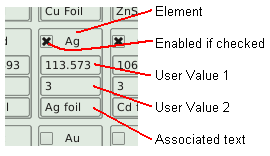 Cu Foil ZnS Element
Ag Enabled if checked
93 113.573 106 User Value 1
3 3 User Value 2
l Ag foil Cd f Associated text
Au